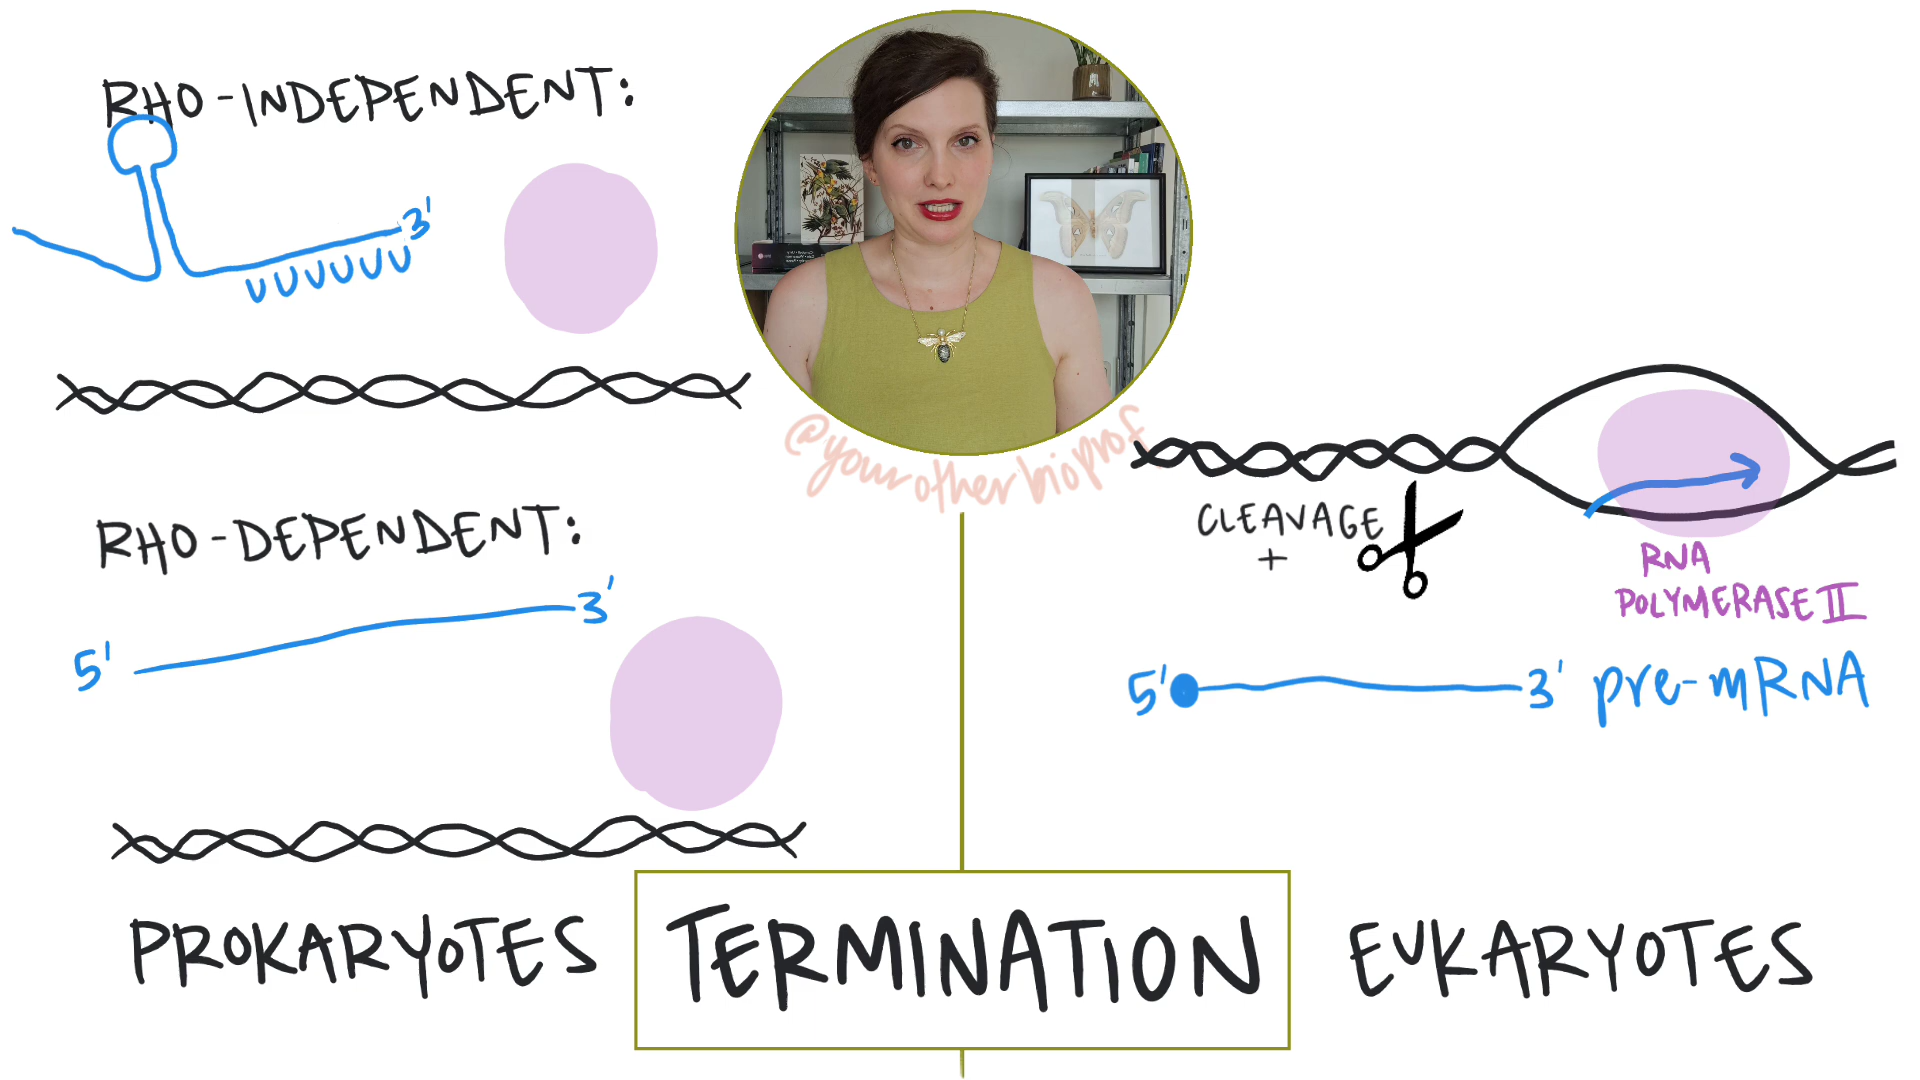 RHO-INDEPENDENT:
3'
UUUUUU
RHO-DEPENDENT:
5'
3'
PROKARYOTES
@yourotherbioprof
CLEAVAGE
+
RNA
POLYMERASE II
5'
3' pre-mRNA
TERMINATION
EUKARYOTES